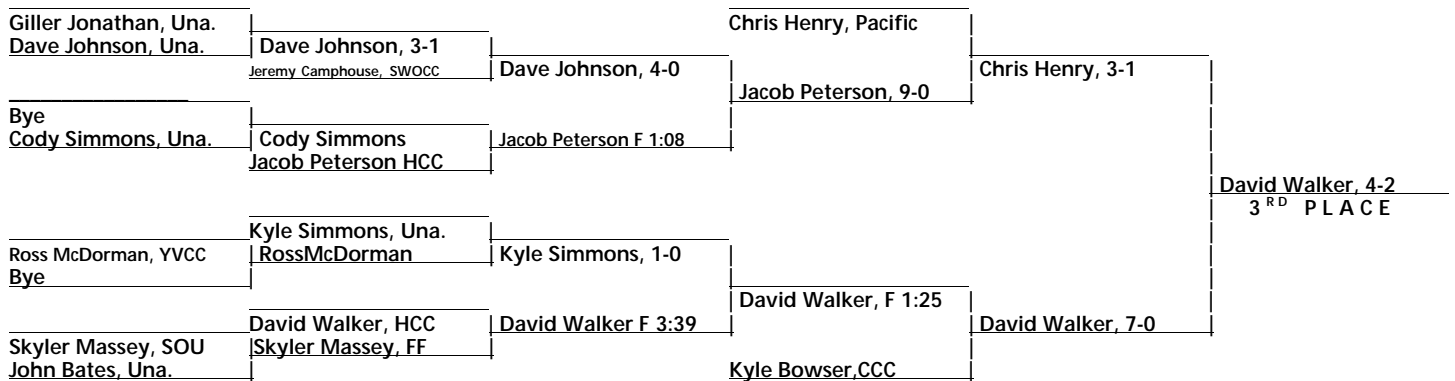 Giller Jonathan, Una.
Chris Henry, Pacific
Dave Johnson, Una.
Dave Johnson, 3-1
Jeremy Camphouse, SWOCC
Dave Johnson, 4-0
Chris Henry, 3-1
Jacob Peterson, 9-0
Bye
Cody Simmons, Una.
Cody Simmons
Jacob Peterson F 1:08
Jacob Peterson HCC
David Walker, 4-2
3RD PLACE
Kyle Simmons, Una.
Ross McDorman, YVCC
RossMcDorman
Kyle Simmons, 1-0
Bye
David Walker, F 1:25
David Walker, HCC
David Walker F 3:39
David Walker, 7-0
Skyler Massey, SOU
Skyler Massey, FF
John Bates, Una.
Kyle Bowser,CCC